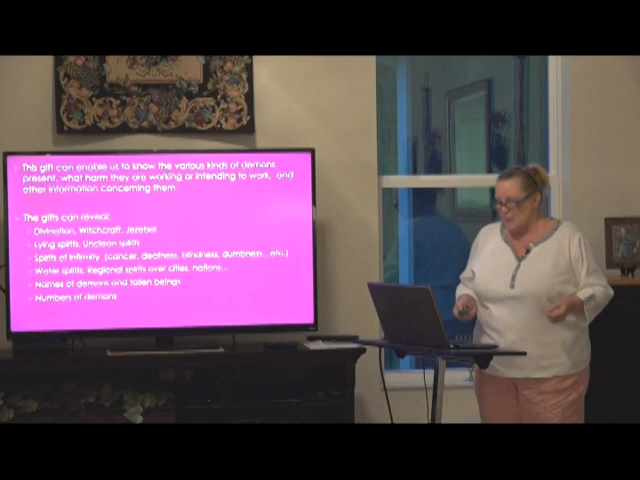 This gift can enable us to know the various kinds of demons
present, what harm they are working or intending to work, and
other information concerning them
The gifts can reveal:
Divination, Witchcraft, Jezebel
Lying spirits, Unclean spirits
Spirits of infirmity (cancer, deafness, blindness, dumbness...etc.)
Water spirits, Regional spirits over cities, nations...
Names of demons and fallen beings
Numbers of demons